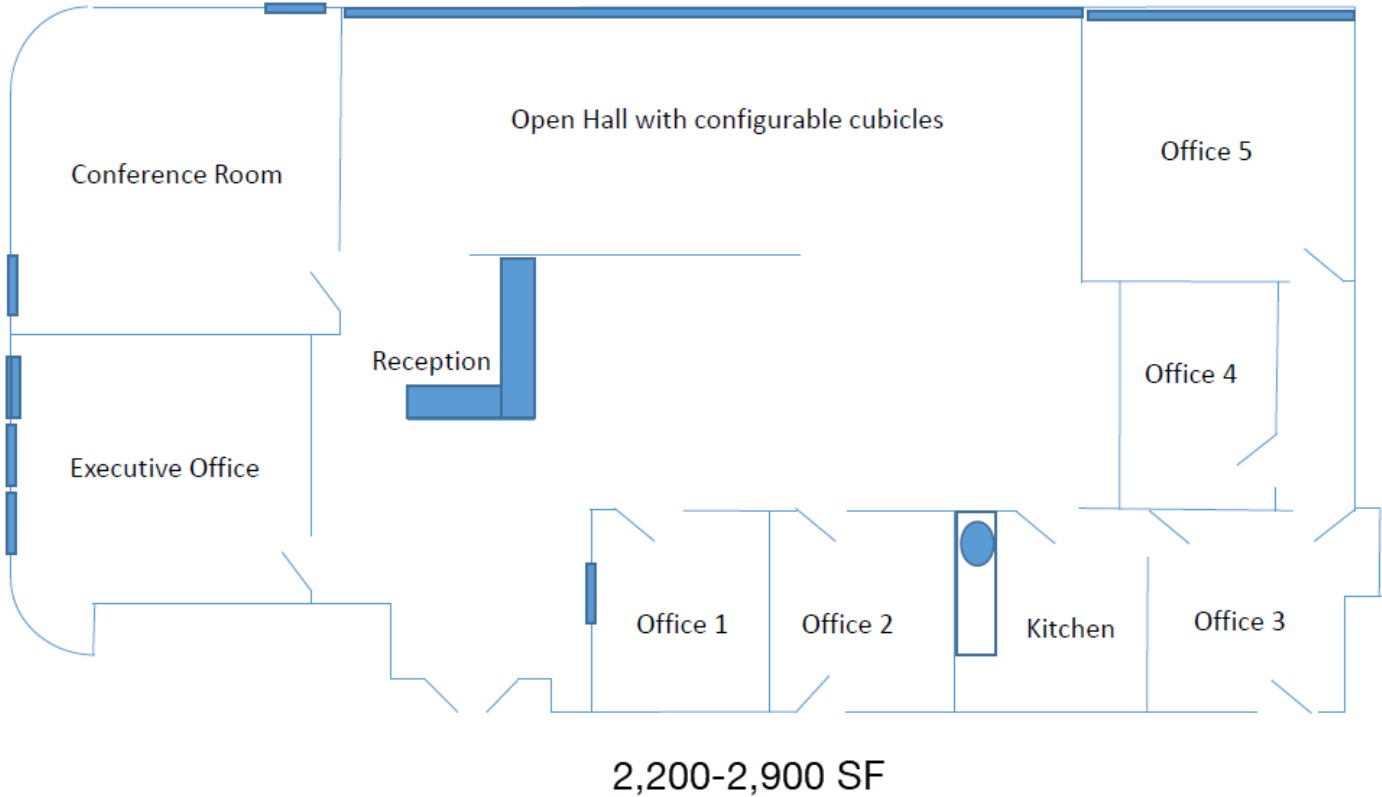 Open Hall with configurable cubicles
Office 5
Conference Room
Reception
Office 4
Executive Office
Office 1
Office 2
Kitchen
Office 3
2,200-2,900 SF